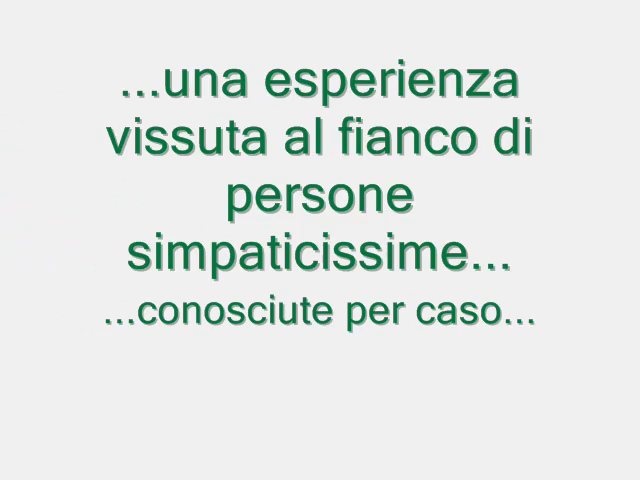 ...una esperienza
vissuta al fianco di
persone
simpaticissime...
...conosciute per caso...